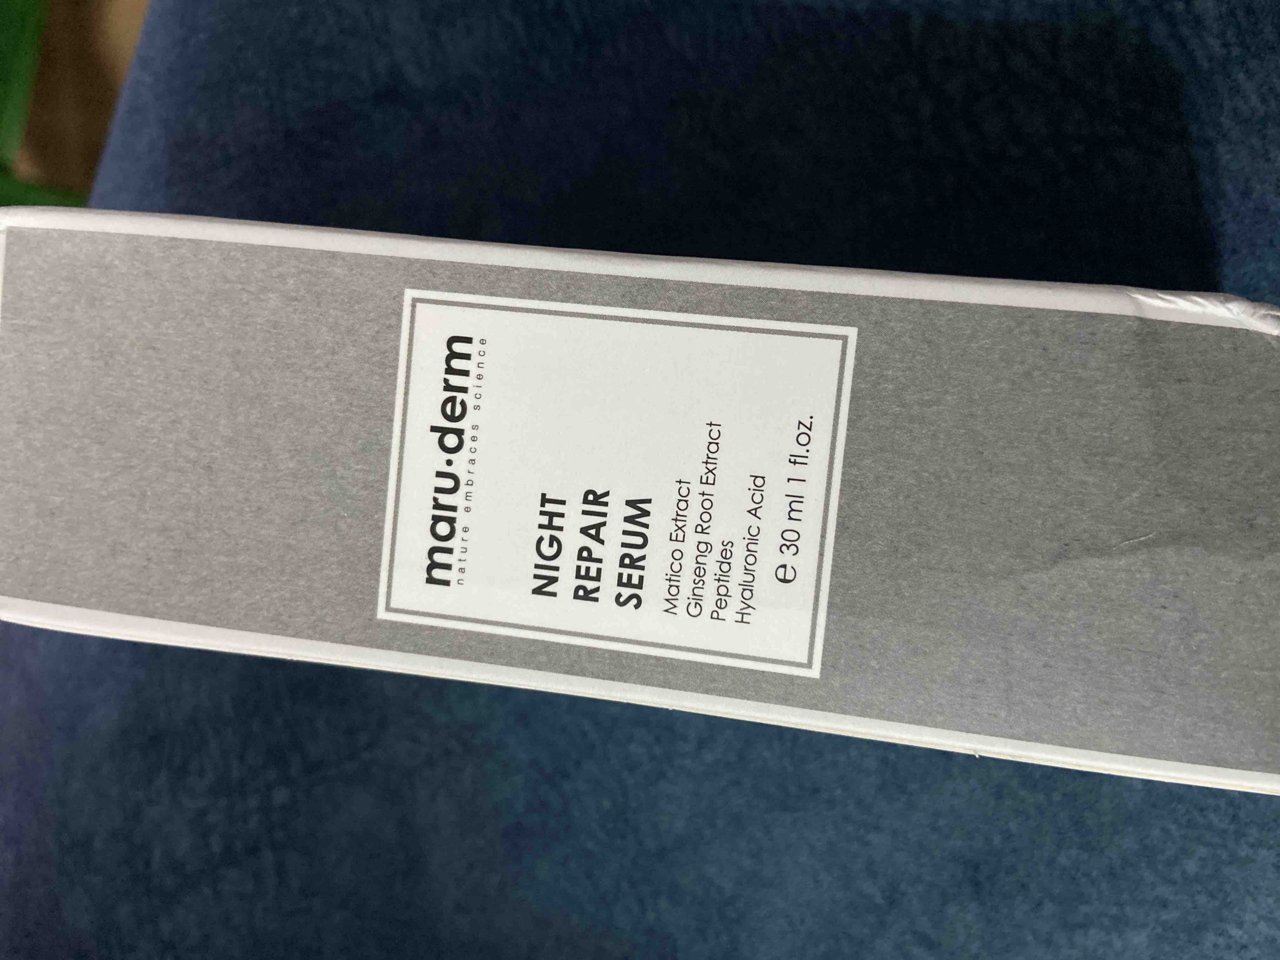 maru·derm
nature embraces science
NIGHT
REPAIR
SERUM
Matico Extract
Ginseng Root Extract
Peptides
Hyaluronic Acid
℮ 30 ml 1 fl.oz.